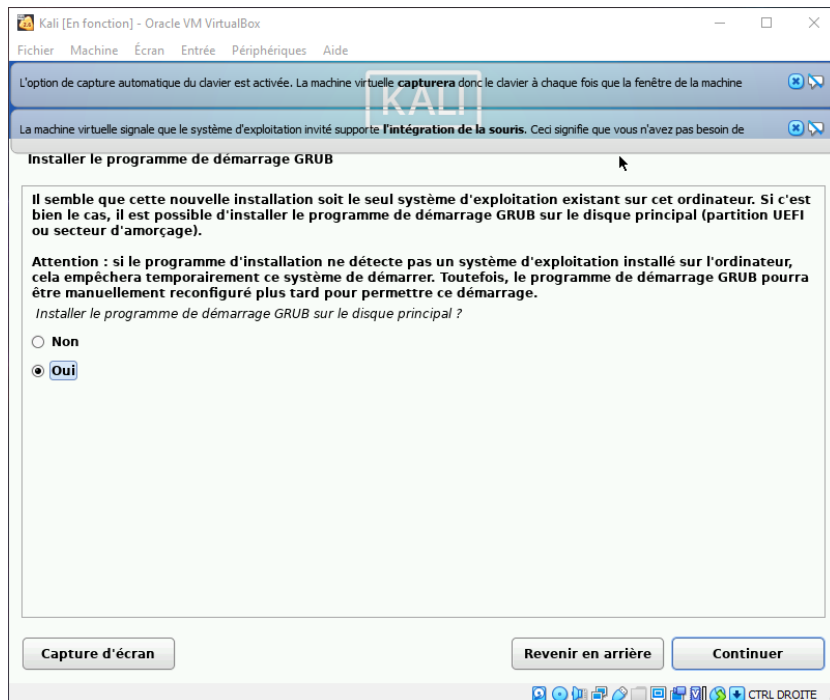 Kali [En fonction] - Oracle VM VirtualBox
Fichier Machine Écran Entrée Périphériques Aide
L'option de capture automatique du clavier est activée. La machine virtuelle capturera donc le clavier à chaque fois que la fenêtre de la machine
KALI
La machine virtuelle signale que le système d'exploitation invité supporte l'intégration de la souris. Ceci signifie que vous n'avez pas besoin de
Installer le programme de démarrage GRUB
Il semble que cette nouvelle installation soit le seul système d'exploitation existant sur cet ordinateur. Si c'est
bien le cas, il est possible d'installer le programme de démarrage GRUB sur le disque principal (partition UEFI
ou secteur d'amorçage).
Attention : si le programme d'installation ne détecte pas un système d'exploitation installé sur l'ordinateur,
cela empêchera temporairement ce système de démarrer. Toutefois, le programme de démarrage GRUB pourra
être manuellement reconfiguré plus tard pour permettre ce démarrage.
Installer le programme de démarrage GRUB sur le disque principal ?
Non
Oui
Capture d'écran
Revenir en arrière
Continuer
CTRL DROITE